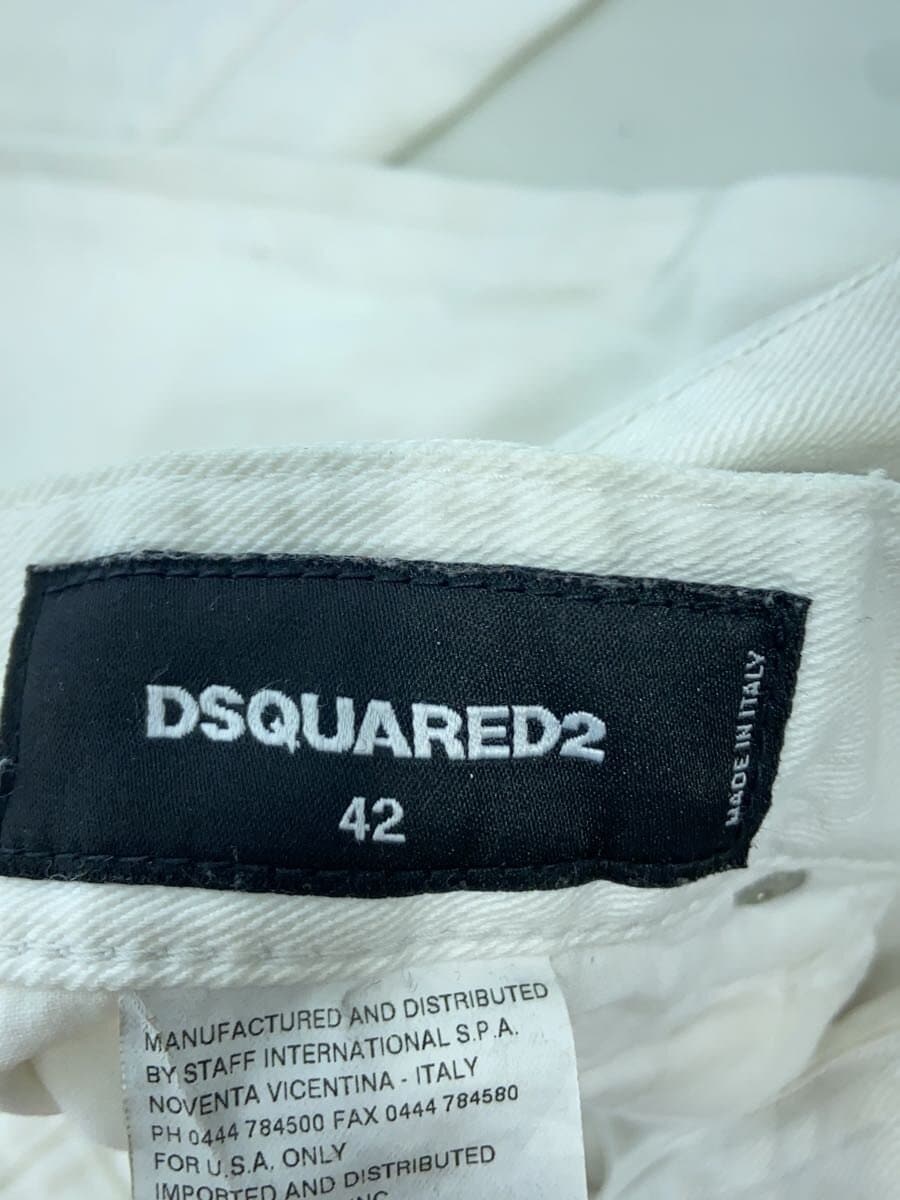 DSQUARED2
42
MADE IN ITALY
MANUFACTURED AND DISTRIBUTED
BY STAFF INTERNATIONAL S.P.A.
NOVENTA VICENTINA - ITALY
PH 0444 784500 FAX 0444 784580
FOR U.S.A. ONLY
IMPORTED AND DISTRIBUTED
INC